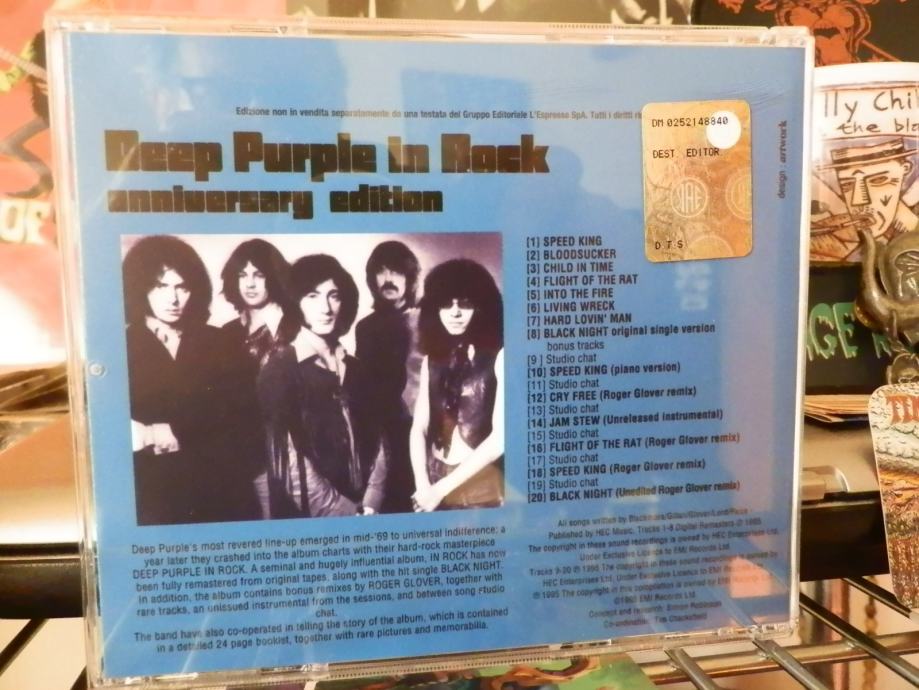 Edizione non in vendita separatamente da una testata del Gruppo Editoriale L'Espresso SpA. Tutti i diritti
Deep Purple in Rock
anniversary edition
DM 0252148840
DEST. EDITOR.
D.T.S
design : artwork
[1] SPEED KING
[2] BLOODSUCKER
[3] CHILD IN TIME
[4] FLIGHT OF THE RAT
[5] INTO THE FIRE
[6] LIVING WRECK
[7] HARD LOVIN' MAN
[8] BLACK NIGHT original single version
bonus tracks
[9] Studio chat
[10] SPEED KING (piano version)
[11] Studio chat
[12] CRY FREE (Roger Glover remix)
[13] Studio chat
[14] JAM STEW (Unreleased instrumental)
[15] Studio chat
[16] FLIGHT OF THE RAT (Roger Glover remix)
[17] Studio chat
[18] SPEED KING (Roger Glover remix)
[19] Studio chat
[20] BLACK NIGHT (Unedited Roger Glover remix)
Deep Purple's most revered line-up emerged in mid-'69 to universal indifference; a
year later they crashed into the album charts with their hard-rock masterpiece
DEEP PURPLE IN ROCK. A seminal and hugely influential album, IN ROCK has now
been fully remastered from original tapes, along with the hit single BLACK NIGHT.
In addition, the album contains bonus remixes by ROGER GLOVER, together with
rare tracks, an unissued instrumental from the sessions, and between song studio
chat.
The band have also co-operated in telling the story of the album, which is contained
in a detailed 24 page booklet, together with rare pictures and memorabilia.
All songs written by Blackmore/Gillan/Glover/Lord/Paice
Published by HEC Music. Tracks 1-8 Digital Remasters ℗ 1995
The copyright in these sound recordings is owned by HEC Enterprises Ltd.
Under Exclusive Licence to EMI Records Ltd
Tracks 9-20 ℗ 1995 The copyright in these sound recordings is owned by
HEC Enterprises Ltd. Under Exclusive Licence to EMI Records Ltd
℗ 1995 The copyright in this compilation is owned by EMI Records Ltd
©1995 EMI Records Ltd
Concept and research: Simon Robinson
Co-ordination: Tim Chacksfield
lly Chil
the blo